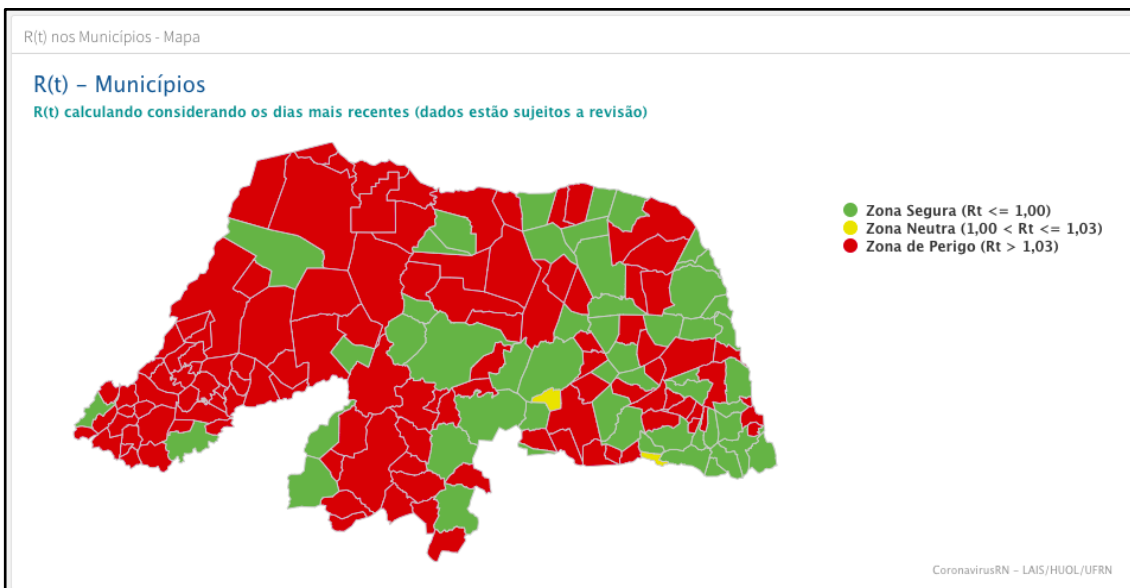 R(t) nos Municípios - Mapa
R(t) – Municípios
R(t) calculando considerando os dias mais recentes (dados estão sujeitos a revisão)
Zona Segura (Rt <= 1,00)
Zona Neutra (1,00 < Rt <= 1,03)
Zona de Perigo (Rt > 1,03)
CoronavirusRN – LAIS/HUOL/UFRN